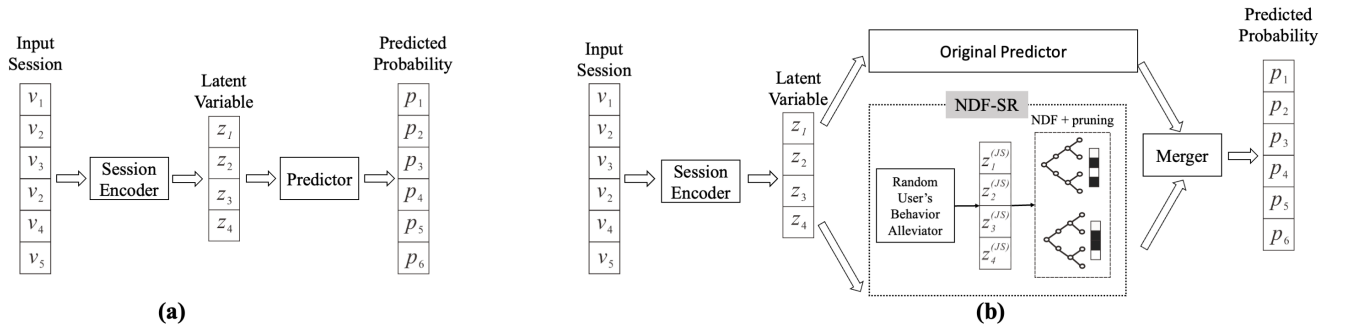 Input
Session
v1
v2
v3
v2
v4
v5
Session
Encoder
Latent
Variable
z1
z2
z3
z4
Predictor
Predicted
Probability
p1
p2
p3
p4
p5
p6
(a)
Input
Session
v1
v2
v3
v2
v4
v5
Session
Encoder
Latent
Variable
z1
z2
z3
z4
Original Predictor
NDF-SR
NDF + pruning
Random
User's
Behavior
Alleviator
z1(JS)
z2(JS)
z3(JS)
z4(JS)
Merger
Predicted
Probability
p1
p2
p3
p4
p5
p6
(b)